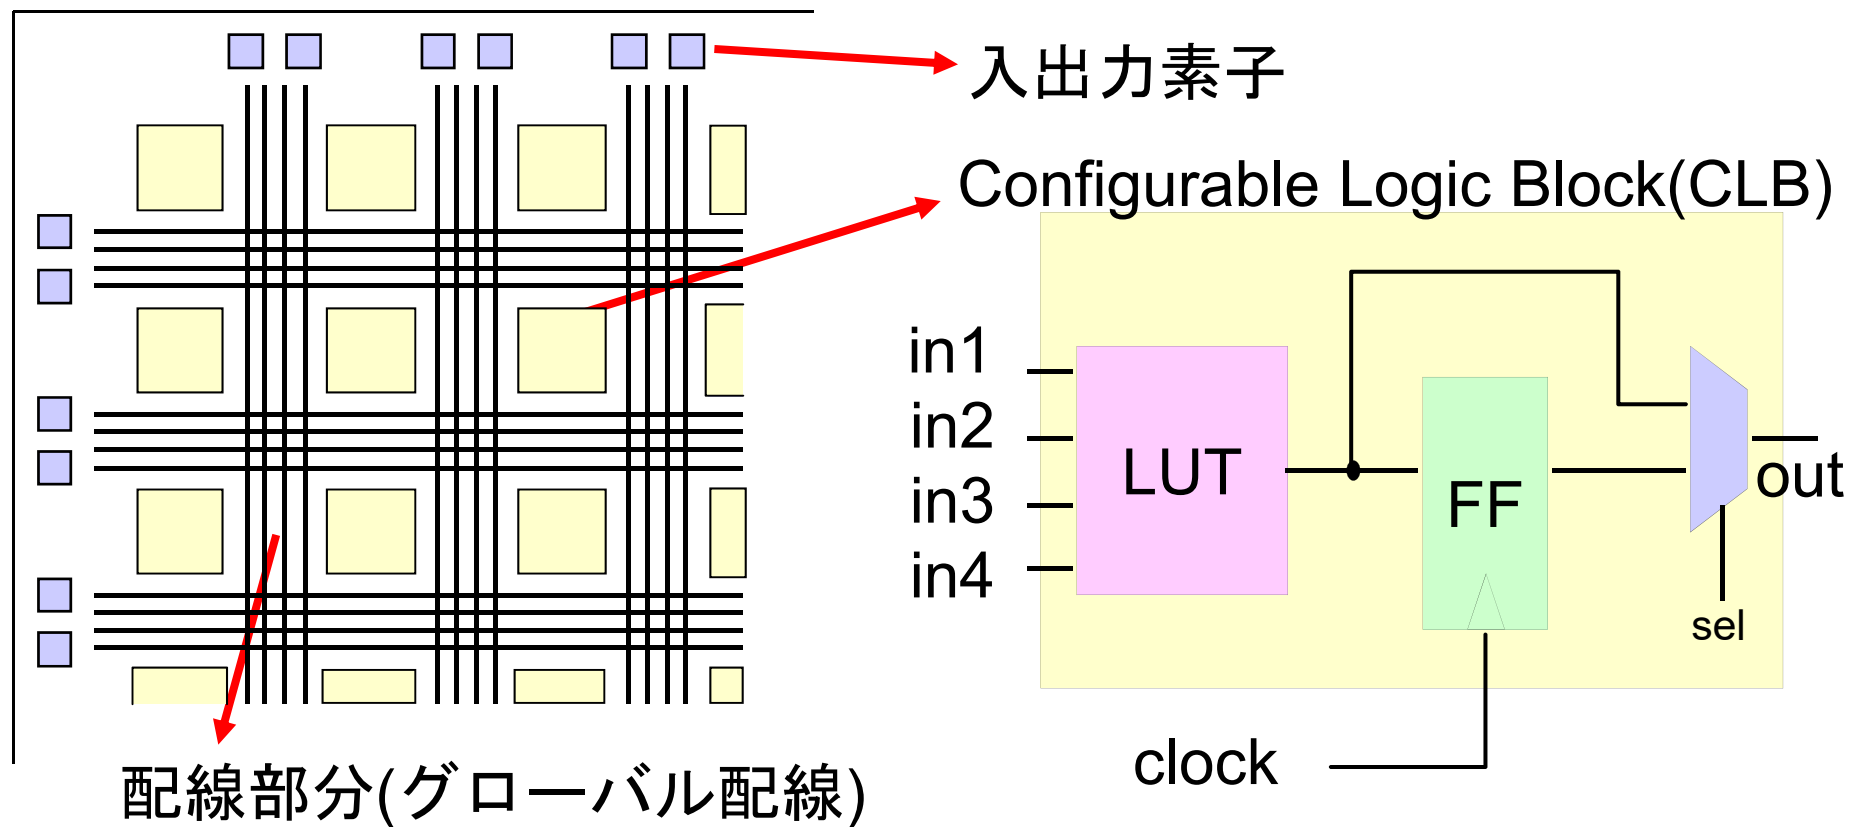 入出力素子
Configurable Logic Block(CLB)
in1
in2
in3
in4
LUT
FF
out
sel
clock
配線部分(グローバル配線)